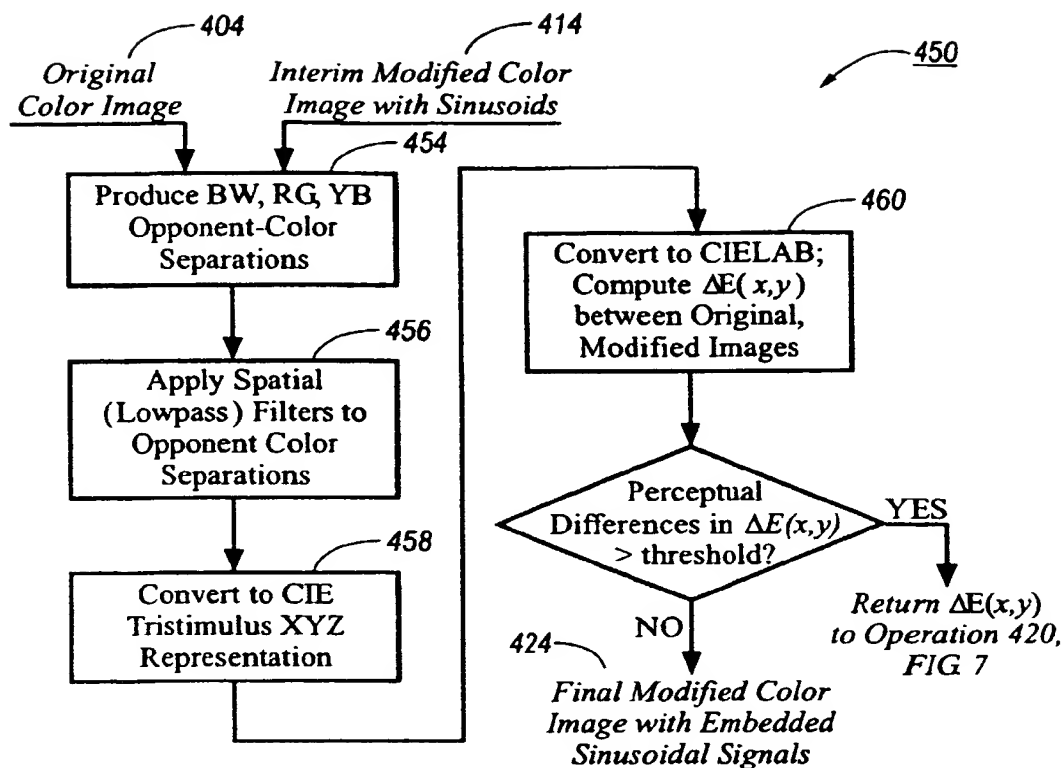 404
Original
Color Image
414
Interim Modified Color
Image with Sinusoids
450
454
Produce BW, RG, YB
Opponent-Color
Separations
456
Apply Spatial
(Lowpass) Filters to
Opponent Color
Separations
458
Convert to CIE
Tristimulus XYZ
Representation
460
Convert to CIELAB;
Compute ΔE(x,y)
between Original,
Modified Images
Perceptual
Differences in ΔE(x,y)
> threshold?
YES
Return ΔE(x,y)
to Operation 420,
FIG. 7
NO
424
Final Modified Color
Image with Embedded
Sinusoidal Signals